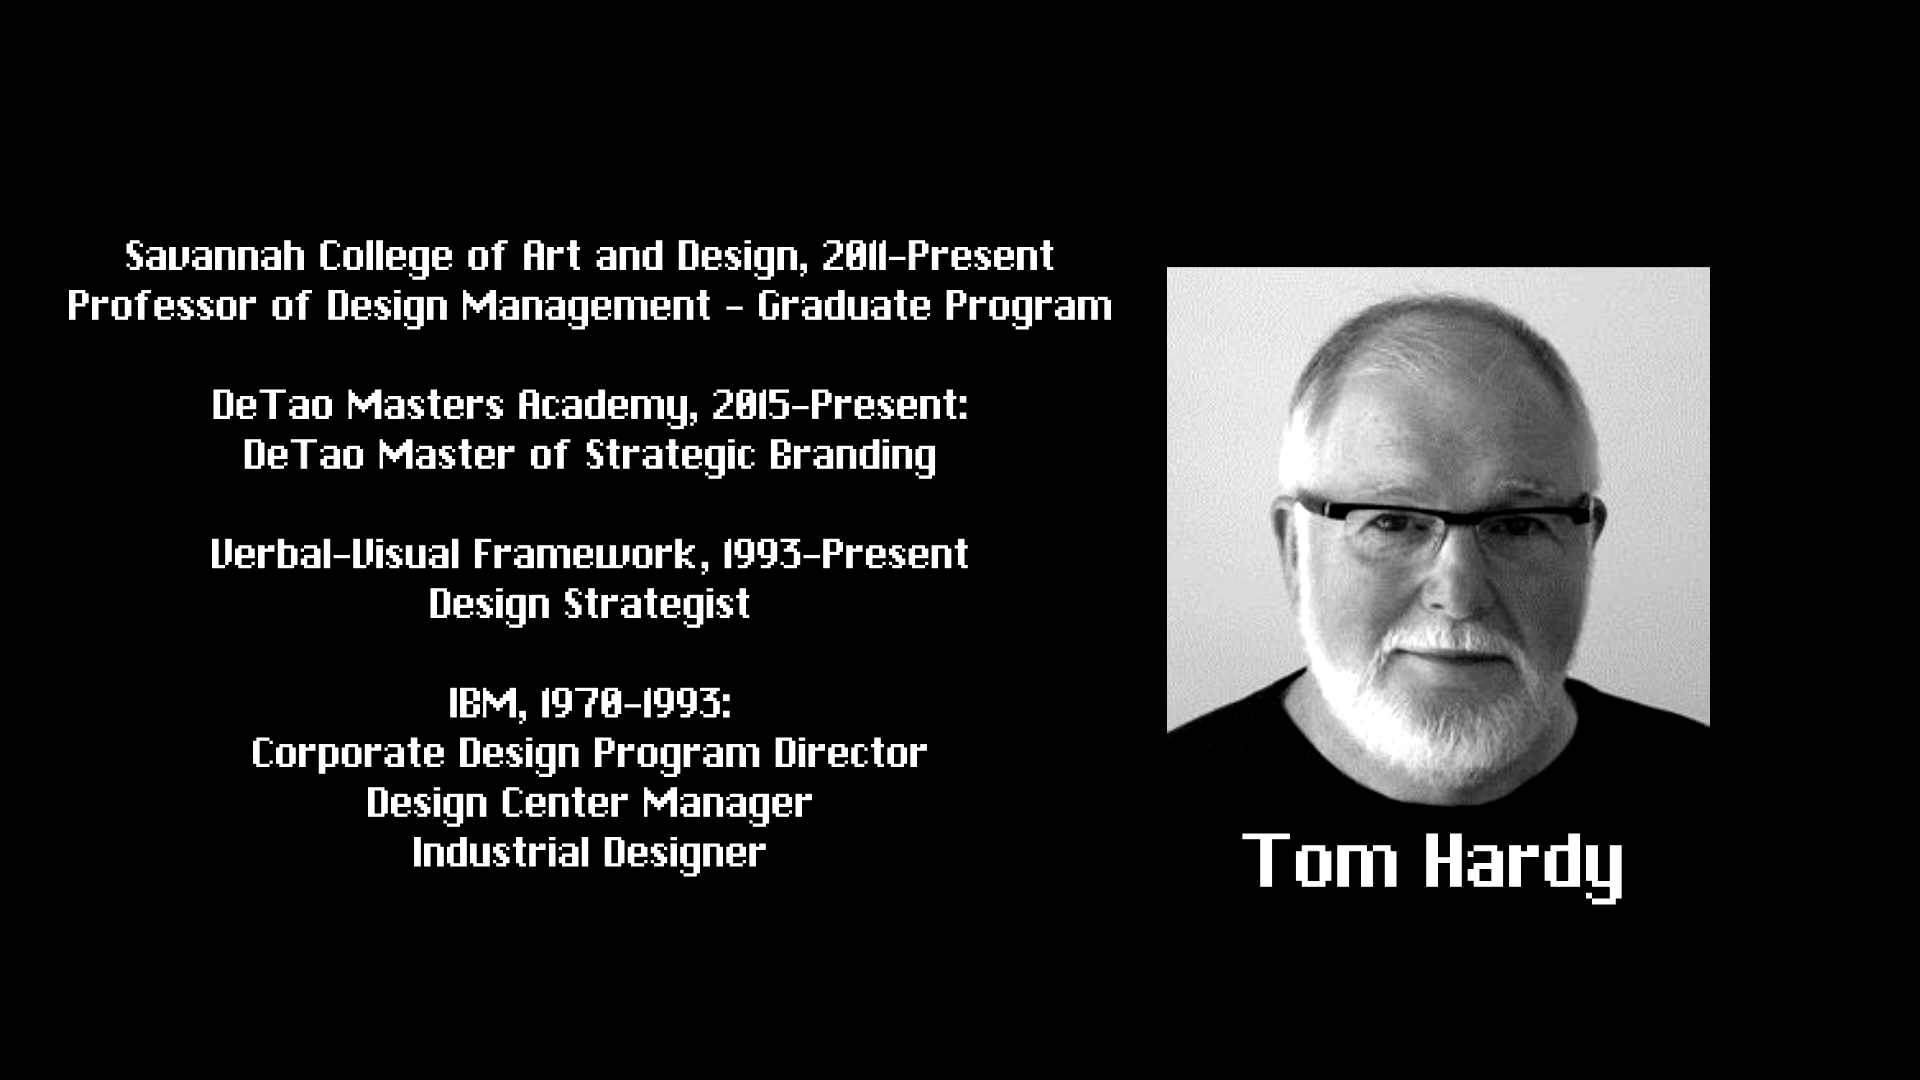 Savannah College of Art and Design, 2011-Present
Professor of Design Management - Graduate Program
DeTao Masters Academy, 2015-Present:
DeTao Master of Strategic Branding
Verbal-Visual Framework, 1993-Present
Design Strategist
IBM, 1970-1993:
Corporate Design Program Director
Design Center Manager
Industrial Designer
Tom Hardy